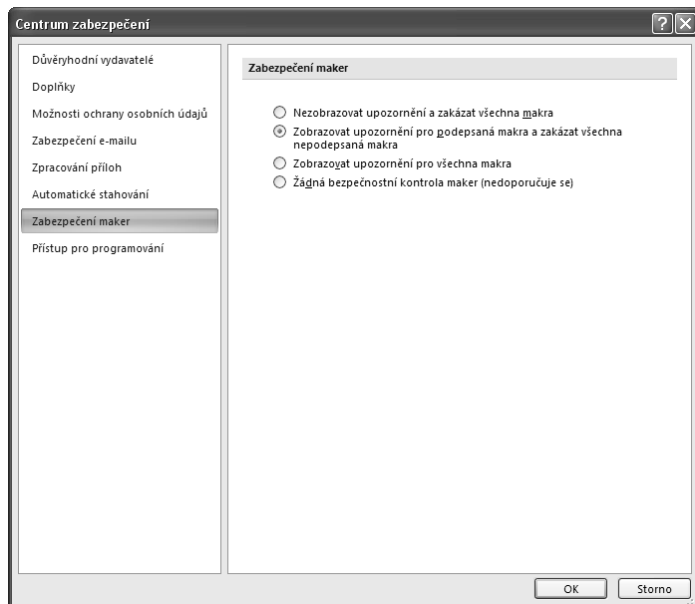 Centrum zabezpečení
Důvěryhodní vydavatelé
Doplňky
Možnosti ochrany osobních údajů
Zabezpečení e-mailu
Zpracování příloh
Automatické stahování
Zabezpečení maker
Přístup pro programování
Zabezpečení maker
Nezobrazovat upozornění a zakázat všechna makra
Zobrazovat upozornění pro podepsaná makra a zakázat všechna
nepodepsaná makra
Zobrazovat upozornění pro všechna makra
Žádná bezpečnostní kontrola maker (nedoporučuje se)
OK
Storno